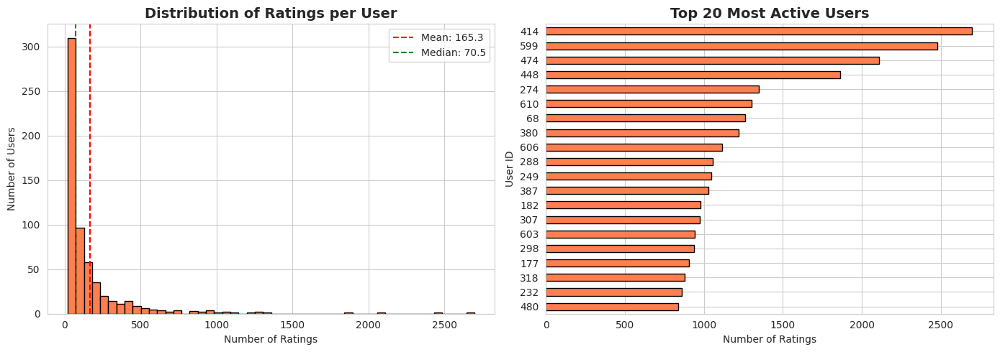 Distribution of Ratings per User
Mean: 165.3
Median: 70.5
300
250
200
150
100
50
0
Number of Users
0 500 1000 1500 2000 2500
Number of Ratings
Top 20 Most Active Users
414
599
474
448
274
610
68
380
606
288
249
387
182
307
603
298
177
318
232
480
User ID
0 500 1000 1500 2000 2500
Number of Ratings